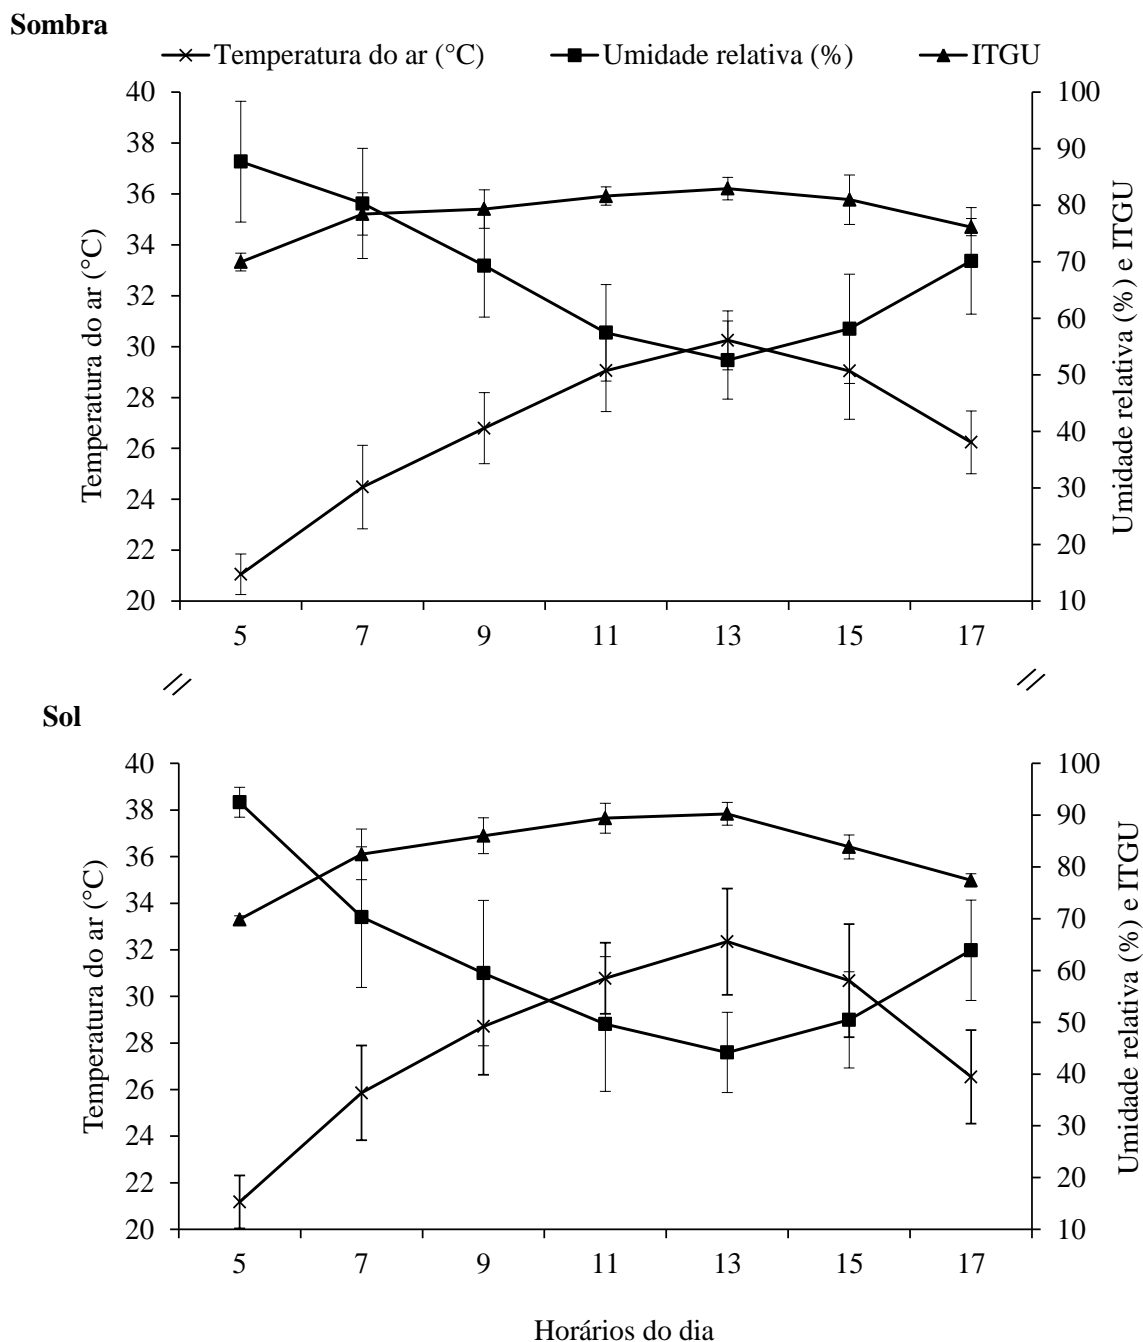 Sombra
Temperatura do ar (°C) Umidade relativa (%) ITGU
40 100
38 90
36 80
34 70
32 60
30 50
28 40
26 30
24 20
22 10
20
Temperatura do ar (°C)
Umidade relativa (%) e ITGU
5 7 9 11 13 15 17
Sol
40 100
38 90
36 80
34 70
32 60
30 50
28 40
26 30
24 20
22 10
20
Temperatura do ar (°C)
Umidade relativa (%) e ITGU
5 7 9 11 13 15 17
Horários do dia